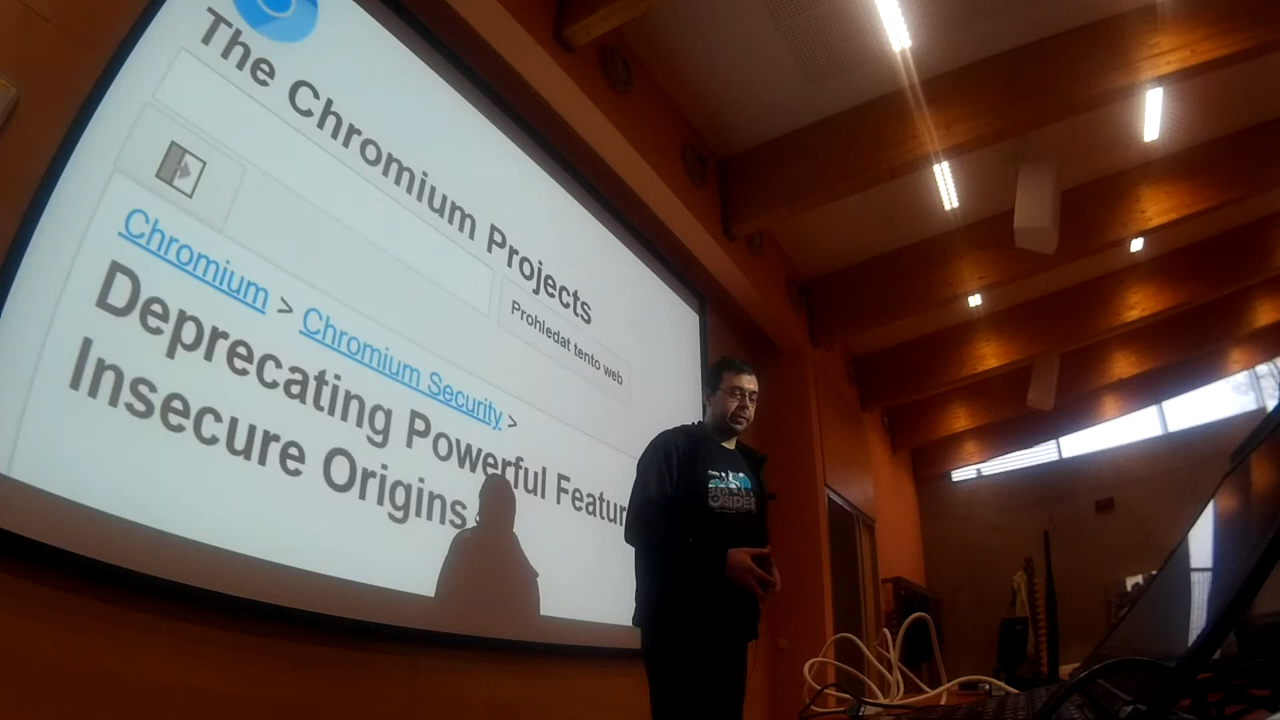 The Chromium Projects
Prohledat tento web
Chromium > Chromium Security >
Deprecating Powerful Featur
Insecure Origins